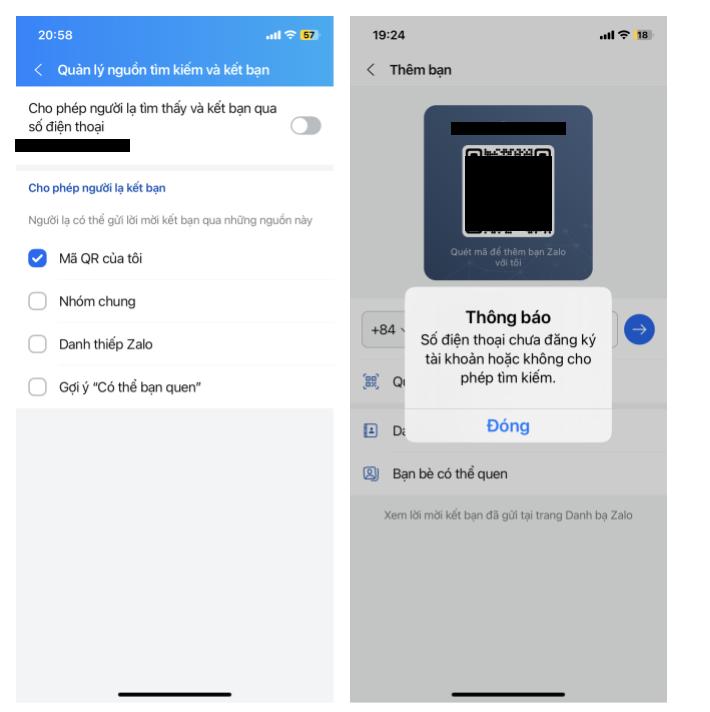 20:58
57
Quản lý nguồn tìm kiếm và kết bạn
Cho phép người lạ tìm thấy và kết bạn qua
số điện thoại
Cho phép người lạ kết bạn
Người lạ có thể gửi lời mời kết bạn qua những nguồn này
Mã QR của tôi
Nhóm chung
Danh thiếp Zalo
Gợi ý “Có thể bạn quen”
19:24
18
Thêm bạn
Quét mã để thêm bạn Zalo
với tôi
+84
Thông báo
Số điện thoại chưa đăng ký
tài khoản hoặc không cho
phép tìm kiếm.
Đóng
Bạn bè có thể quen
Xem lời mời kết bạn đã gửi tại trang Danh bạ Zalo